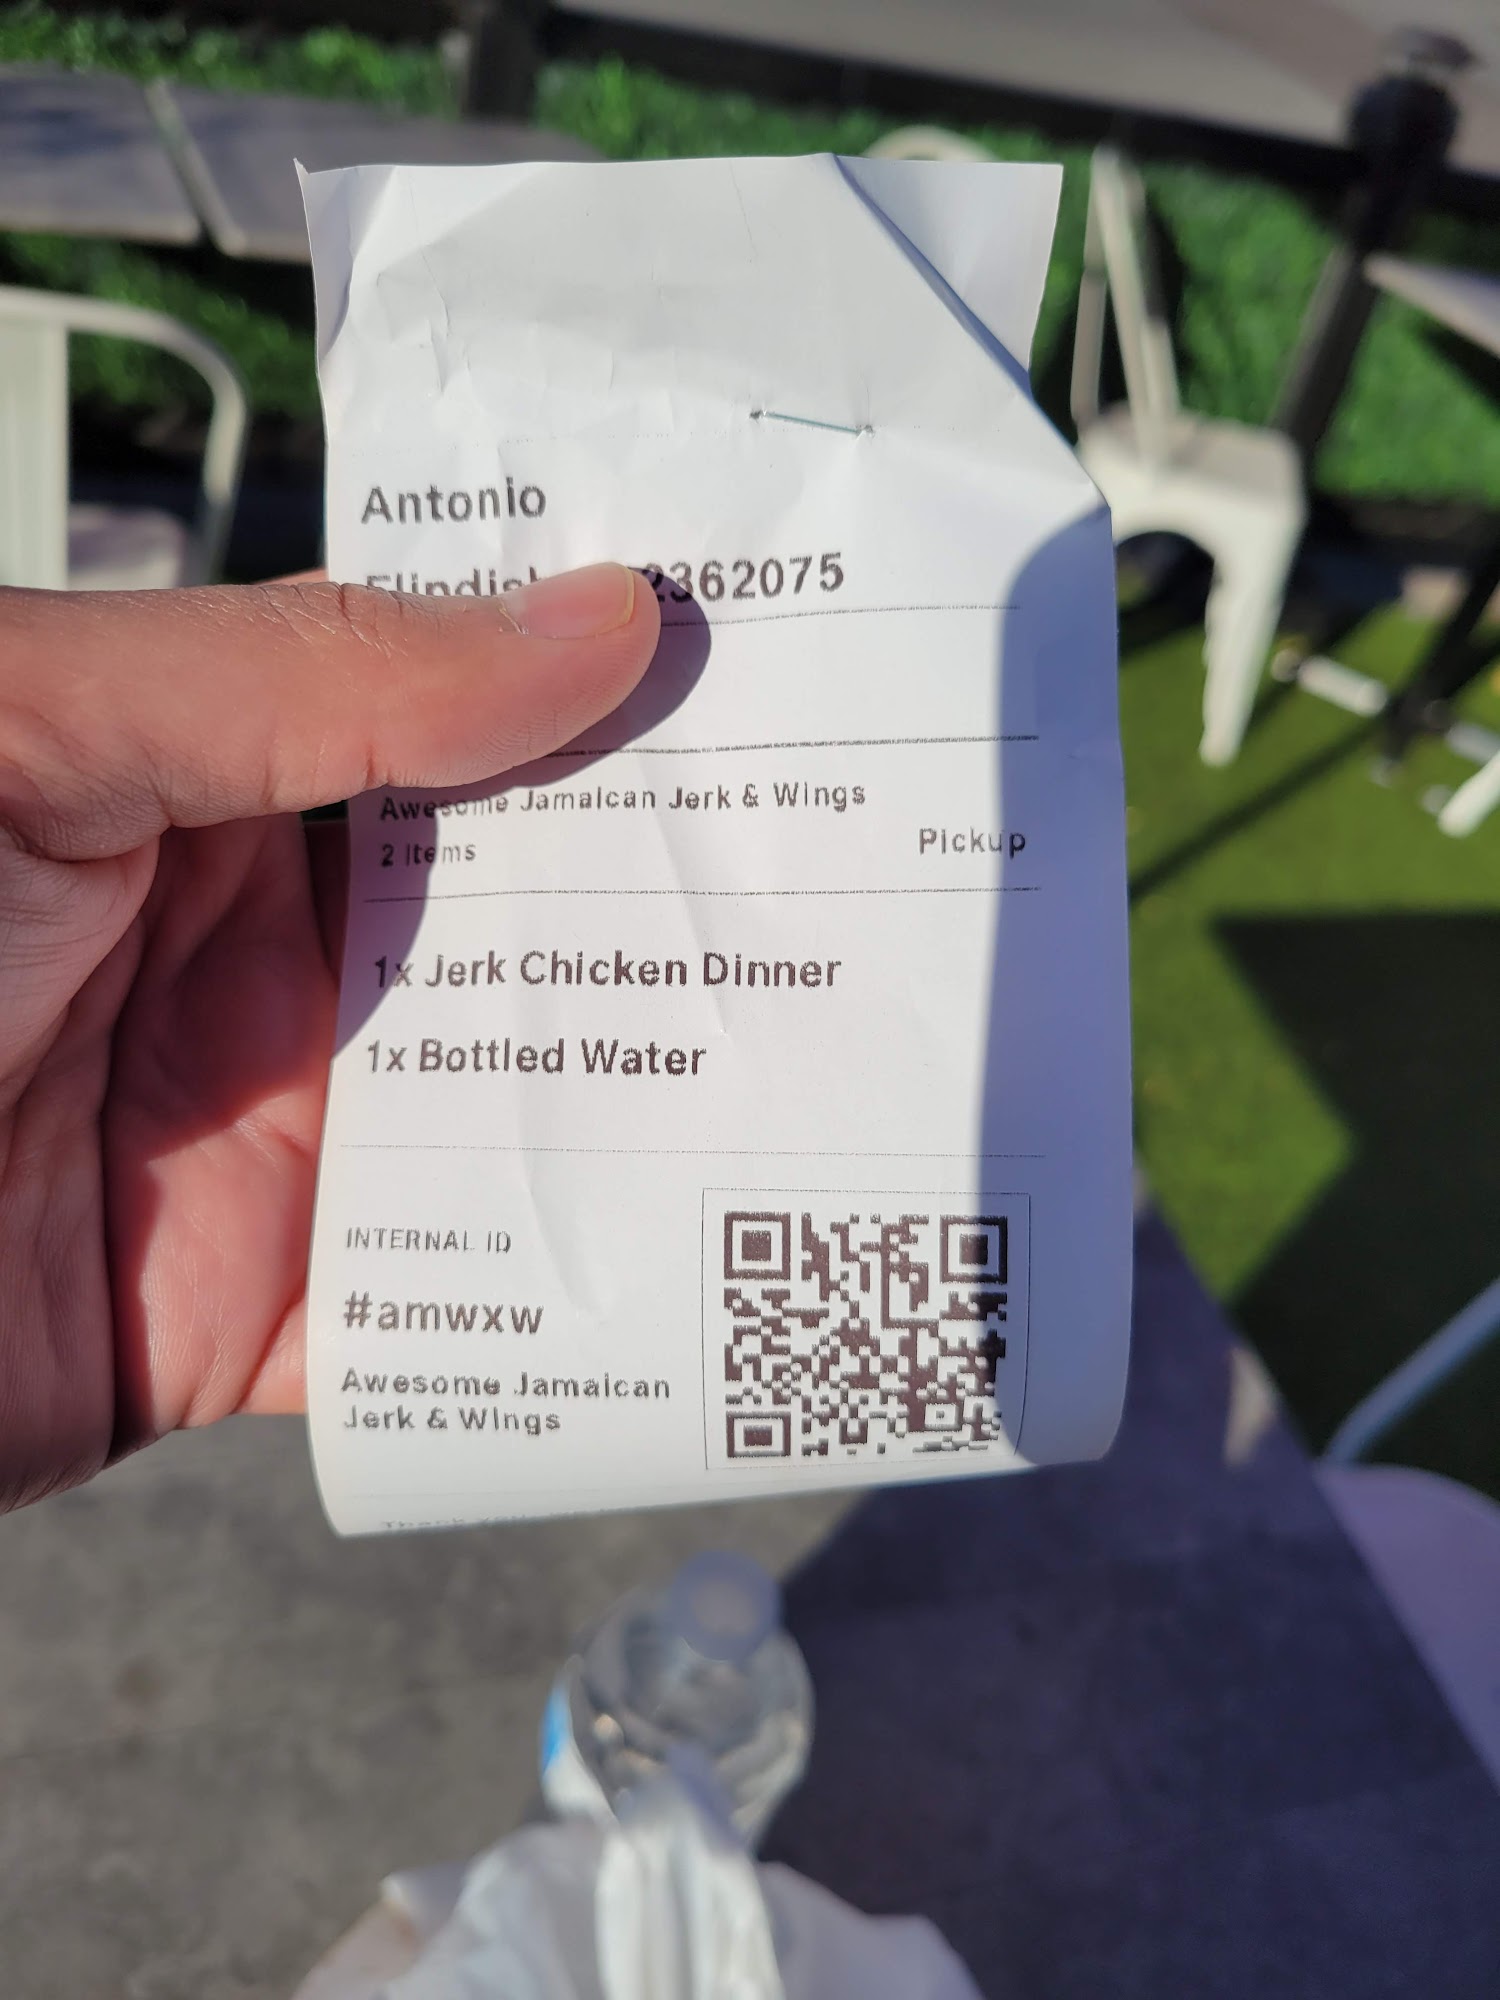 Antonio
2362075
Awesome Jamaican Jerk & Wings
2 Items
Pickup
1x Jerk Chicken Dinner
1x Bottled Water
INTERNAL ID
#amwxw
Awesome Jamaican
Jerk & Wings